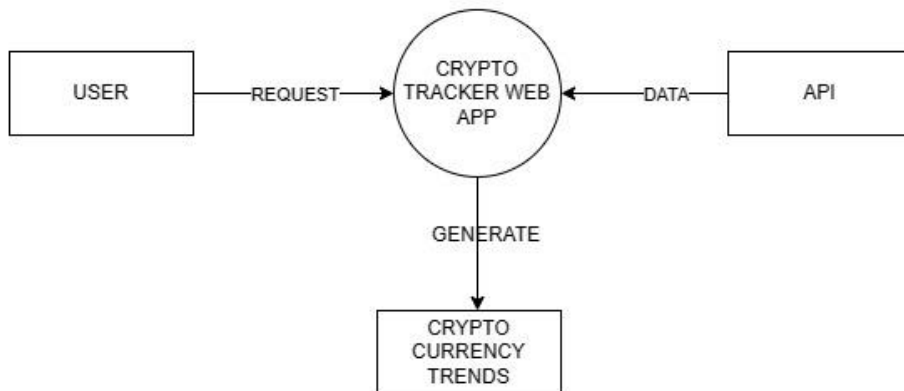 USER
REQUEST
CRYPTO
TRACKER WEB
APP
DATA
API
GENERATE
CRYPTO
CURRENCY
TRENDS